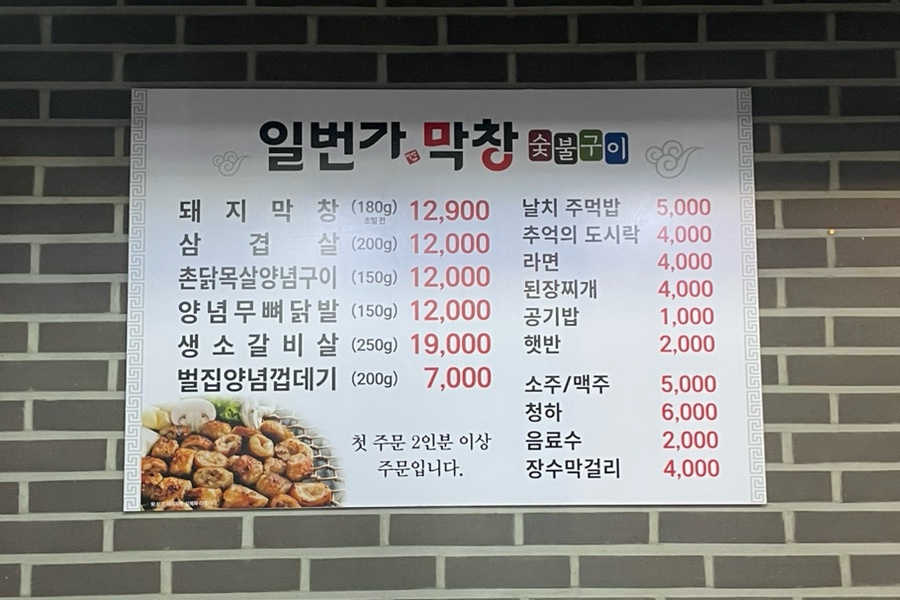 일번가 막창 숯불구이
돼지막창 (180g) 초벌전 12,900
삼겹살 (200g) 12,000
촌닭목살양념구이 (150g) 12,000
양념무뼈닭발 (150g) 12,000
생소갈비살 (250g) 19,000
벌집양념껍데기 (200g) 7,000
첫 주문 2인분 이상
주문입니다.
날치 주먹밥 5,000
추억의 도시락 4,000
라면 4,000
된장찌개 4,000
공기밥 1,000
햇반 2,000
소주/맥주 5,000
청하 6,000
음료수 2,000
장수막걸리 4,000